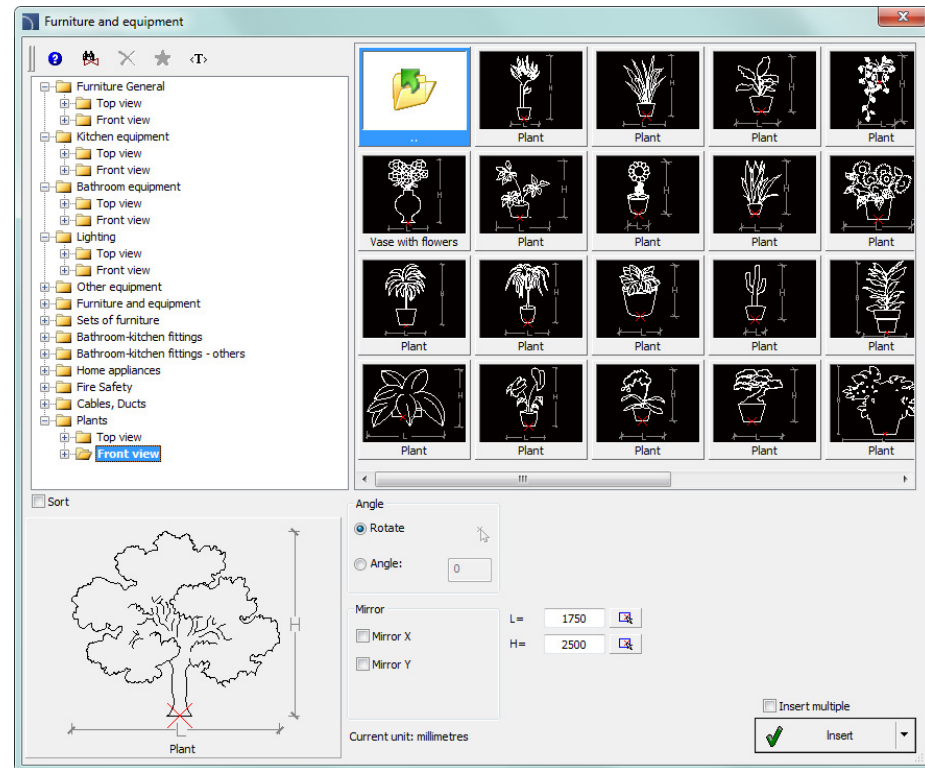 Furniture and equipment
Furniture General
Top view
Front view
Kitchen equipment
Top view
Front view
Bathroom equipment
Top view
Front view
Lighting
Top view
Front view
Other equipment
Furniture and equipment
Sets of furniture
Bathroom-kitchen fittings
Bathroom-kitchen fittings - others
Home appliances
Fire Safety
Cables, Ducts
Plants
Top view
Front view
..
Plant
Plant
Plant
Plant
Vase with flowers
Plant
Plant
Plant
Plant
Plant
Plant
Plant
Plant
Plant
Plant
Plant
Plant
Plant
Plant
Sort
H
L
Plant
Angle
Rotate
Angle:
0
Mirror
Mirror X
Mirror Y
L=
1750
H=
2500
Current unit: millimetres
Insert multiple
Insert